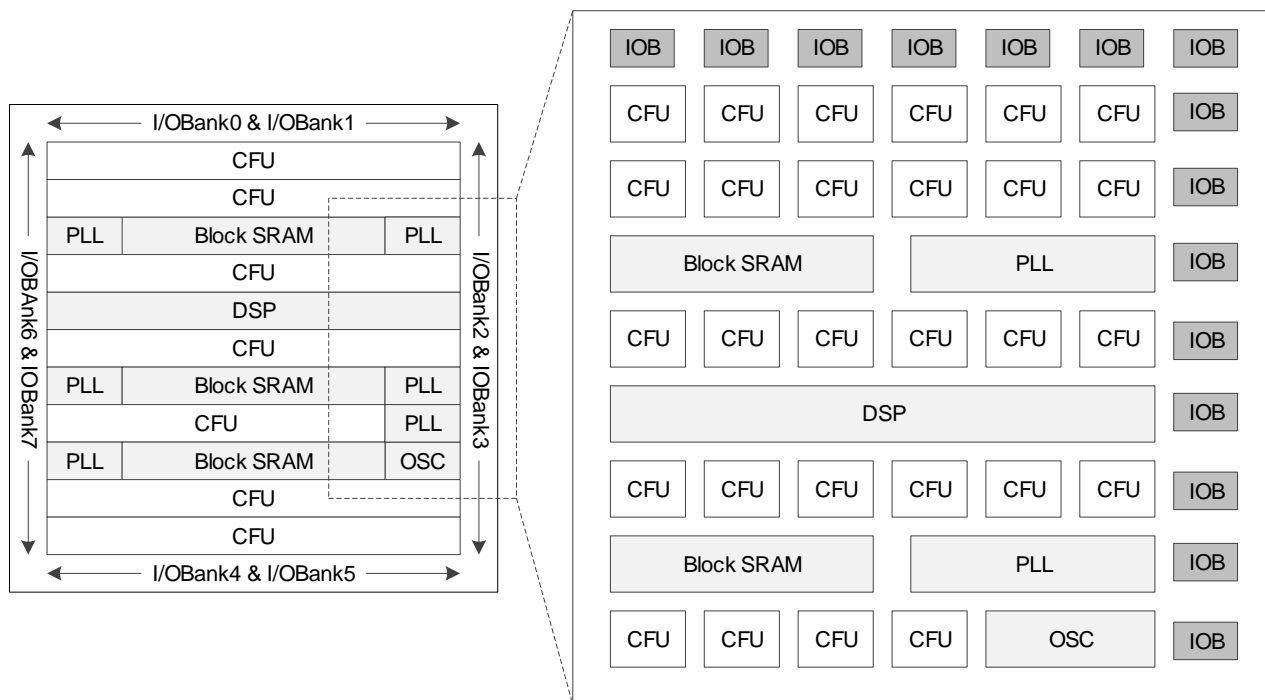 I/OBank0 & I/OBank1
CFU
CFU
PLL Block SRAM PLL
CFU
DSP
CFU
PLL Block SRAM PLL
CFU PLL
PLL Block SRAM OSC
CFU
CFU
I/OBank4 & I/OBank5
I/OBAnk6 & IOBank7
I/OBank2 & IOBank3
IOB IOB IOB IOB IOB IOB IOB
CFU CFU CFU CFU CFU CFU IOB
CFU CFU CFU CFU CFU CFU IOB
Block SRAM PLL IOB
CFU CFU CFU CFU CFU CFU IOB
DSP IOB
CFU CFU CFU CFU CFU CFU IOB
Block SRAM PLL IOB
CFU CFU CFU CFU OSC IOB